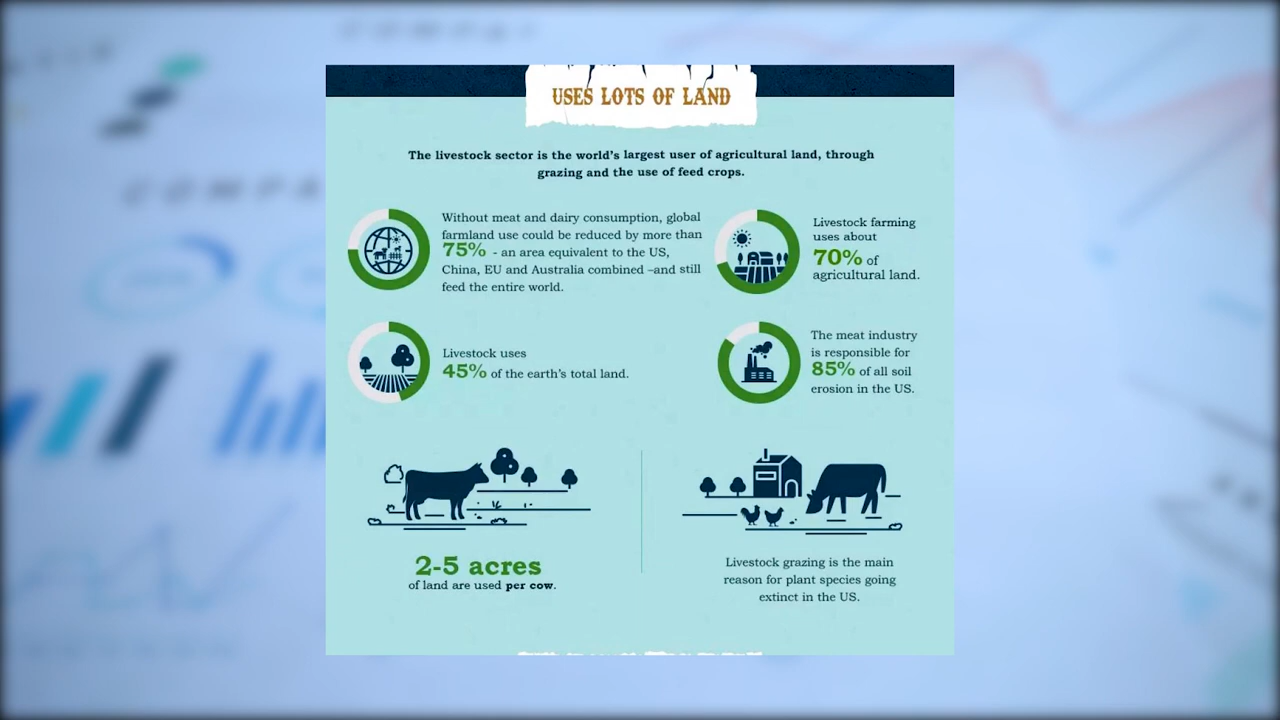 USES LOTS OF LAND
The livestock sector is the world's largest user of agricultural land, through
grazing and the use of feed crops.
Without meat and dairy consumption, global
farmland use could be reduced by more than
75% - an area equivalent to the US,
China, EU and Australia combined –and still
feed the entire world.
Livestock farming
uses about
70% of
agricultural land.
Livestock uses
45% of the earth's total land.
The meat industry
is responsible for
85% of all soil
erosion in the US.
2-5 acres
of land are used per cow.
Livestock grazing is the main
reason for plant species going
extinct in the US.